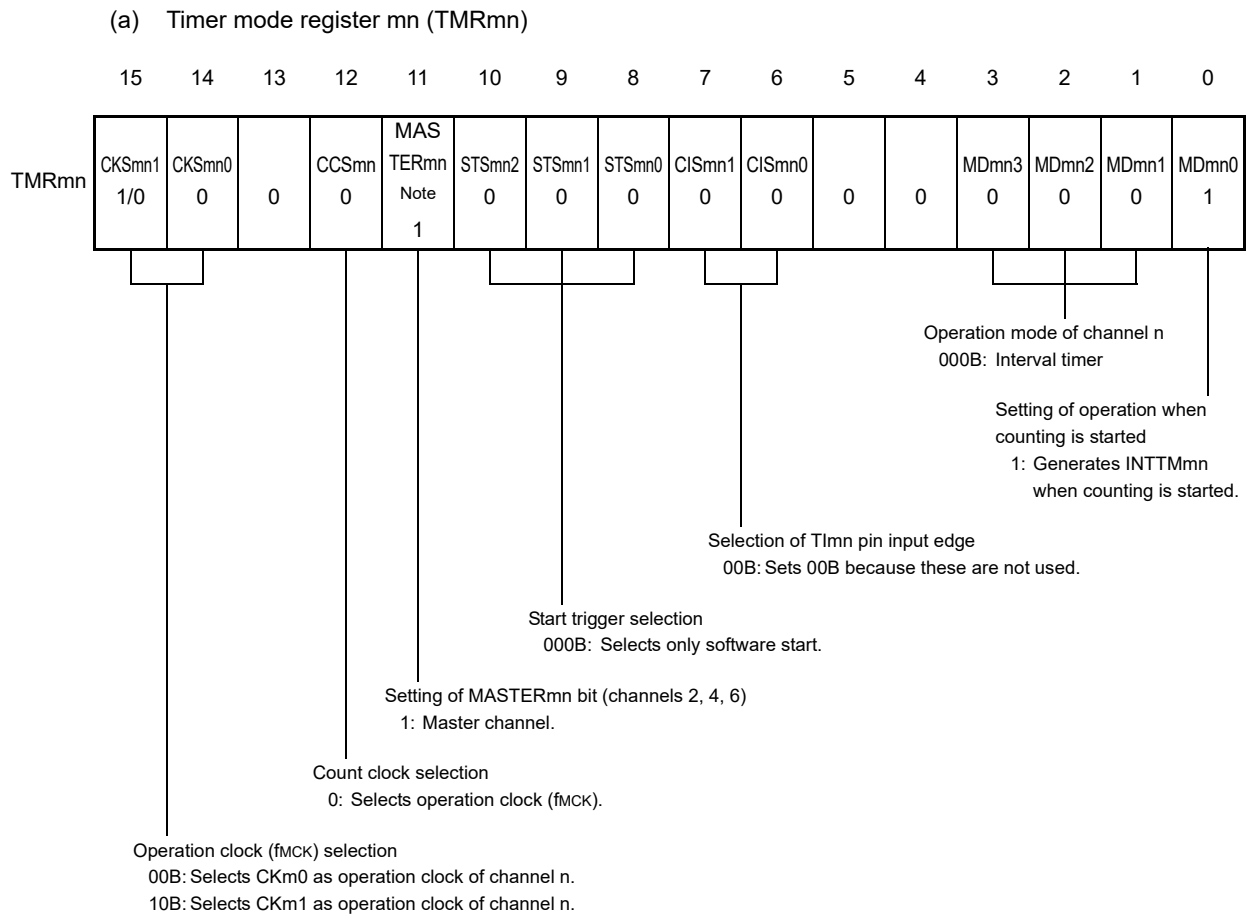 (a) Timer mode register mn (TMRmn)
15 14 13 12 11 10 9 8 7 6 5 4 3 2 1 0
TMRmn
CKSmn1 1/0
CKSmn0 0
0
CCSmn 0
MAS
TERmn
Note
1
STSmn2 0
STSmn1 0
STSmn0 0
CISmn1 0
CISmn0 0
0
0
MDmn3 0
MDmn2 0
MDmn1 0
MDmn0 1
Operation mode of channel n
000B: Interval timer
Setting of operation when
counting is started
1: Generates INTTMmn
when counting is started.
Selection of TImn pin input edge
00B: Sets 00B because these are not used.
Start trigger selection
000B: Selects only software start.
Setting of MASTERmn bit (channels 2, 4, 6)
1: Master channel.
Count clock selection
0: Selects operation clock (fMCK).
Operation clock (fMCK) selection
00B: Selects CKm0 as operation clock of channel n.
10B: Selects CKm1 as operation clock of channel n.